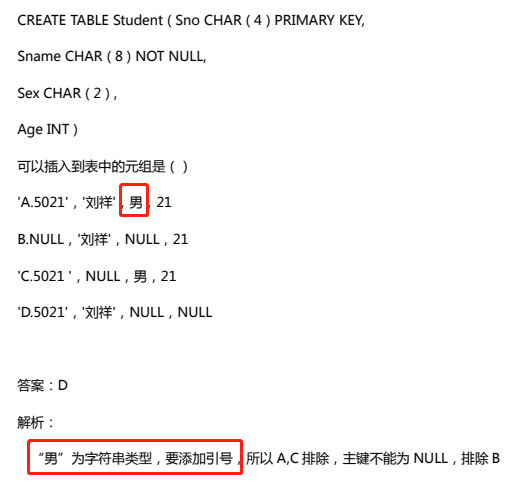 CREATE TABLE Student ( Sno CHAR ( 4 ) PRIMARY KEY,
Sname CHAR ( 8 ) NOT NULL,
Sex CHAR ( 2 ) ,
Age INT )
可以插入到表中的元组是 ( )
'A.5021' , '刘祥' , 男 , 21
B.NULL , '刘祥' , NULL , 21
'C.5021 ' , NULL , 男 , 21
'D.5021' , '刘祥' , NULL , NULL
答案：D
解析：
“男”为字符串类型，要添加引号，所以 A,C 排除，主键不能为 NULL，排除 B